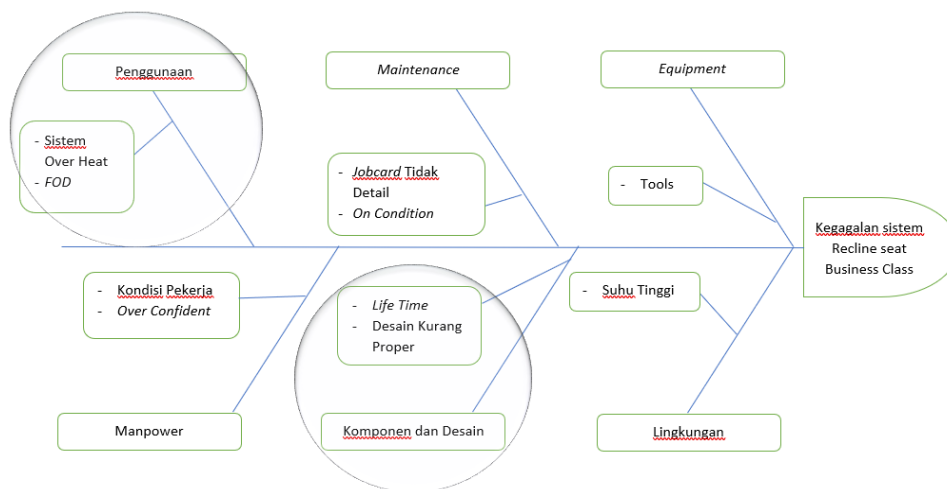 Penggunaan
- Sistem
Over Heat
- FOD
Maintenance
- Jobcard Tidak
Detail
- On Condition
Equipment
- Tools
Kegagalan sistem
Recline seat
Business Class
- Kondisi Pekerja
- Over Confident
Manpower
- Life Time
- Desain Kurang
Proper
Komponen dan Desain
- Suhu Tinggi
Lingkungan